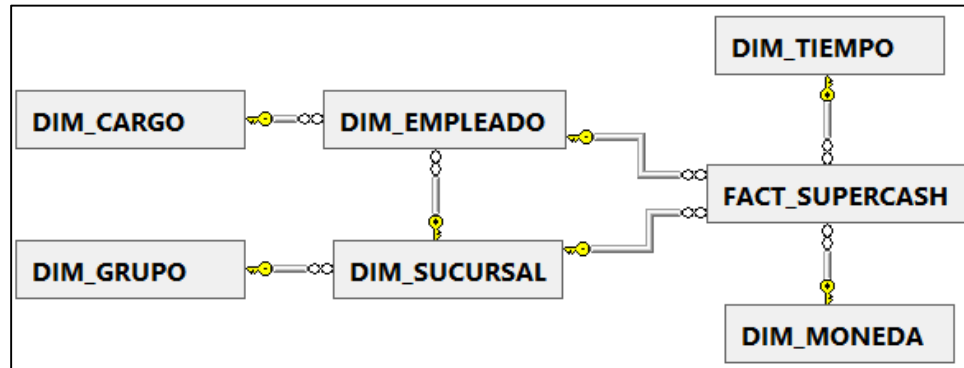 DIM_TIEMPO
DIM_CARGO
DIM_EMPLEADO
FACT_SUPERCASH
DIM_GRUPO
DIM_SUCURSAL
DIM_MONEDA